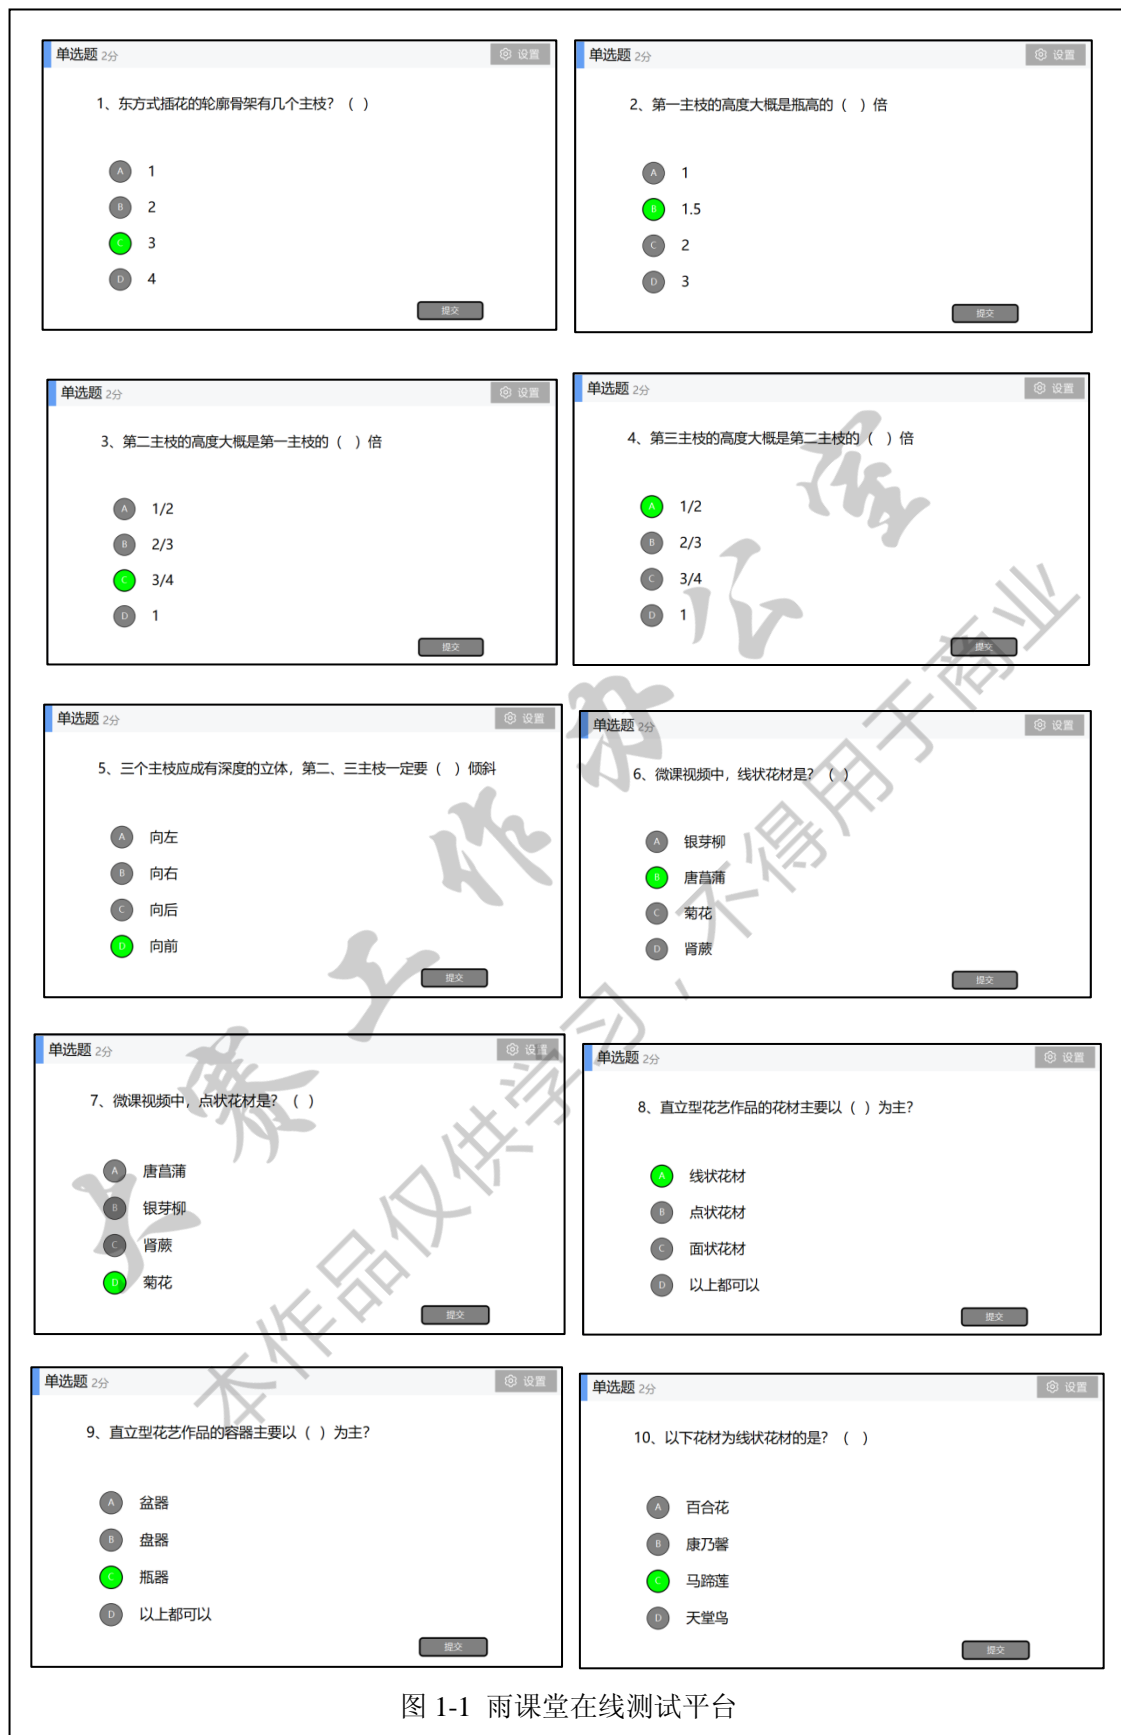 单选题 2分 设置
1、东方式插花的轮廓骨架有几个主枝？（ ）
A 1
B 2
C 3
D 4
提交
单选题 2分 设置
2、第一主枝的高度大概是瓶高的（ ）倍
A 1
B 1.5
C 2
D 3
提交
单选题 2分 设置
3、第二主枝的高度大概是第一主枝的（ ）倍
A 1/2
B 2/3
C 3/4
D 1
提交
单选题 2分 设置
4、第三主枝的高度大概是第二主枝的（ ）倍
A 1/2
B 2/3
C 3/4
D 1
提交
单选题 2分 设置
5、三个主枝应成有深度的立体，第二、三主枝一定要（ ）倾斜
A 向左
B 向右
C 向后
D 向前
提交
单选题 2分 设置
6、微课视频中，线状花材是？（ ）
A 银芽柳
B 唐菖蒲
C 菊花
D 肾蕨
提交
单选题 2分 设置
7、微课视频中，点状花材是？（ ）
A 唐菖蒲
B 银芽柳
C 肾蕨
D 菊花
提交
单选题 2分 设置
8、直立型花艺作品的花材主要以（ ）为主？
A 线状花材
B 点状花材
C 面状花材
D 以上都可以
提交
单选题 2分 设置
9、直立型花艺作品的容器主要以（ ）为主？
A 盆器
B 盘器
C 瓶器
D 以上都可以
提交
单选题 2分 设置
10、以下花材为线状花材的是？（ ）
A 百合花
B 康乃馨
C 马蹄莲
D 天堂鸟
提交
图 1-1 雨课堂在线测试平台
大赛工作办公室
本作品仅供学习，不得用于商业